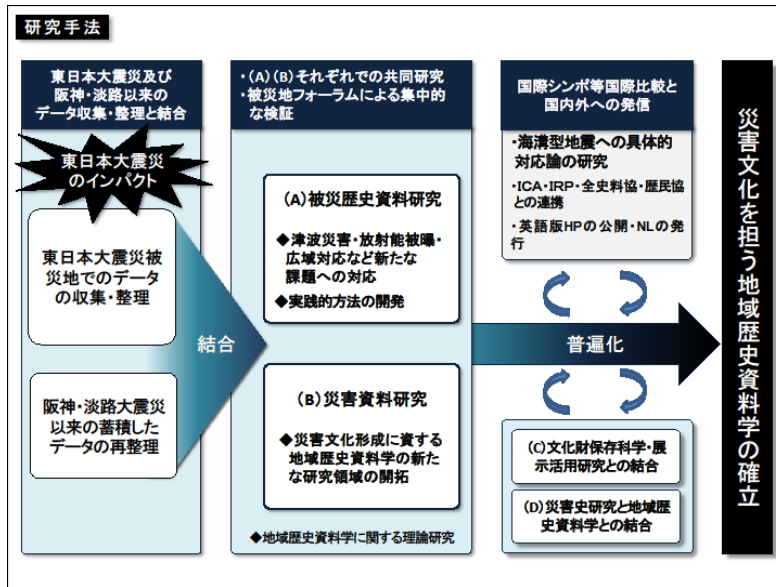 研究手法
東日本大震災及び
阪神・淡路以来の
データ収集・整理と結合
東日本大震災
のインパクト
東日本大震災被
災地でのデータ
の収集・整理
阪神・淡路大震災
以来の蓄積した
データの再整理
結合
・(A)(B)それぞれでの共同研究
・被災地フォーラムによる集中的
な検証
(A)被災歴史資料研究
◆津波災害・放射能被曝・
広域対応など新たな
課題への対応
◆実践的方法の開発
(B)災害資料研究
◆災害文化形成に資する
地域歴史資料学の新た
な研究領域の開拓
◆地域歴史資料学に関する理論研究
国際シンポ等国際比較と
国内外への発信
・海溝型地震への具体的
対応論の研究
・ICA・IRP・全史料協・歴民協
との連携
・英語版HPの公開・NLの発
行
普遍化
(C)文化財保存科学・展
示活用研究との結合
(D)災害史研究と地域歴
史資料学との結合
災害文化を担う地域歴史資料学の確立